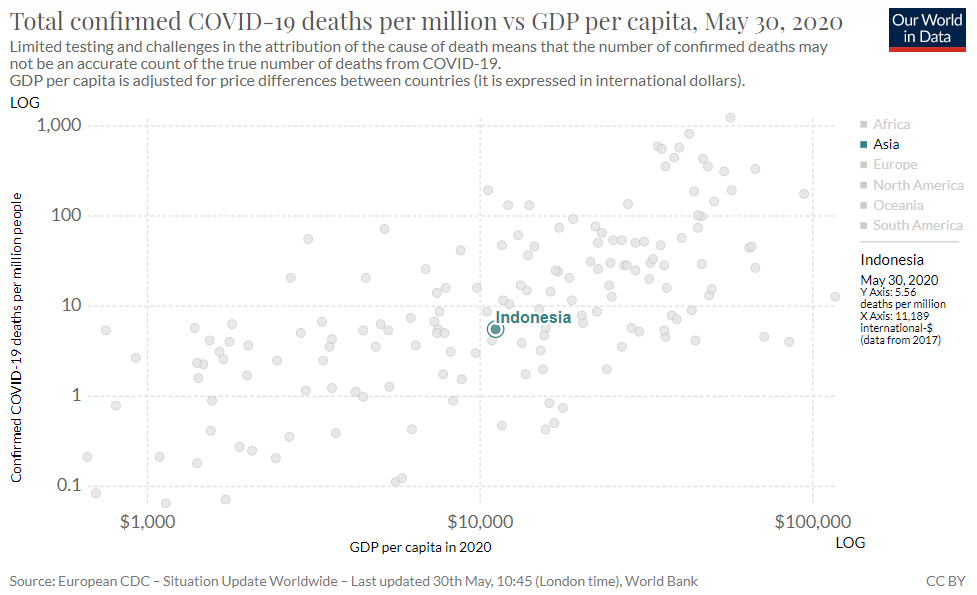 Total confirmed COVID-19 deaths per million vs GDP per capita, May 30, 2020
Our World
in Data
Limited testing and challenges in the attribution of the cause of death means that the number of confirmed deaths may
not be an accurate count of the true number of deaths from COVID-19.
GDP per capita is adjusted for price differences between countries (it is expressed in international dollars).
LOG
1,000
100
10
1
0.1
Confirmed COVID-19 deaths per million people
Indonesia
$1,000
$10,000
$100,000
GDP per capita in 2020
LOG
Africa
Asia
Europe
North America
Oceania
South America
Indonesia
May 30, 2020
Y Axis: 5.56
deaths per million
X Axis: 11,189
international-$
(data from 2017)
Source: European CDC – Situation Update Worldwide – Last updated 30th May, 10:45 (London time), World Bank
CC BY